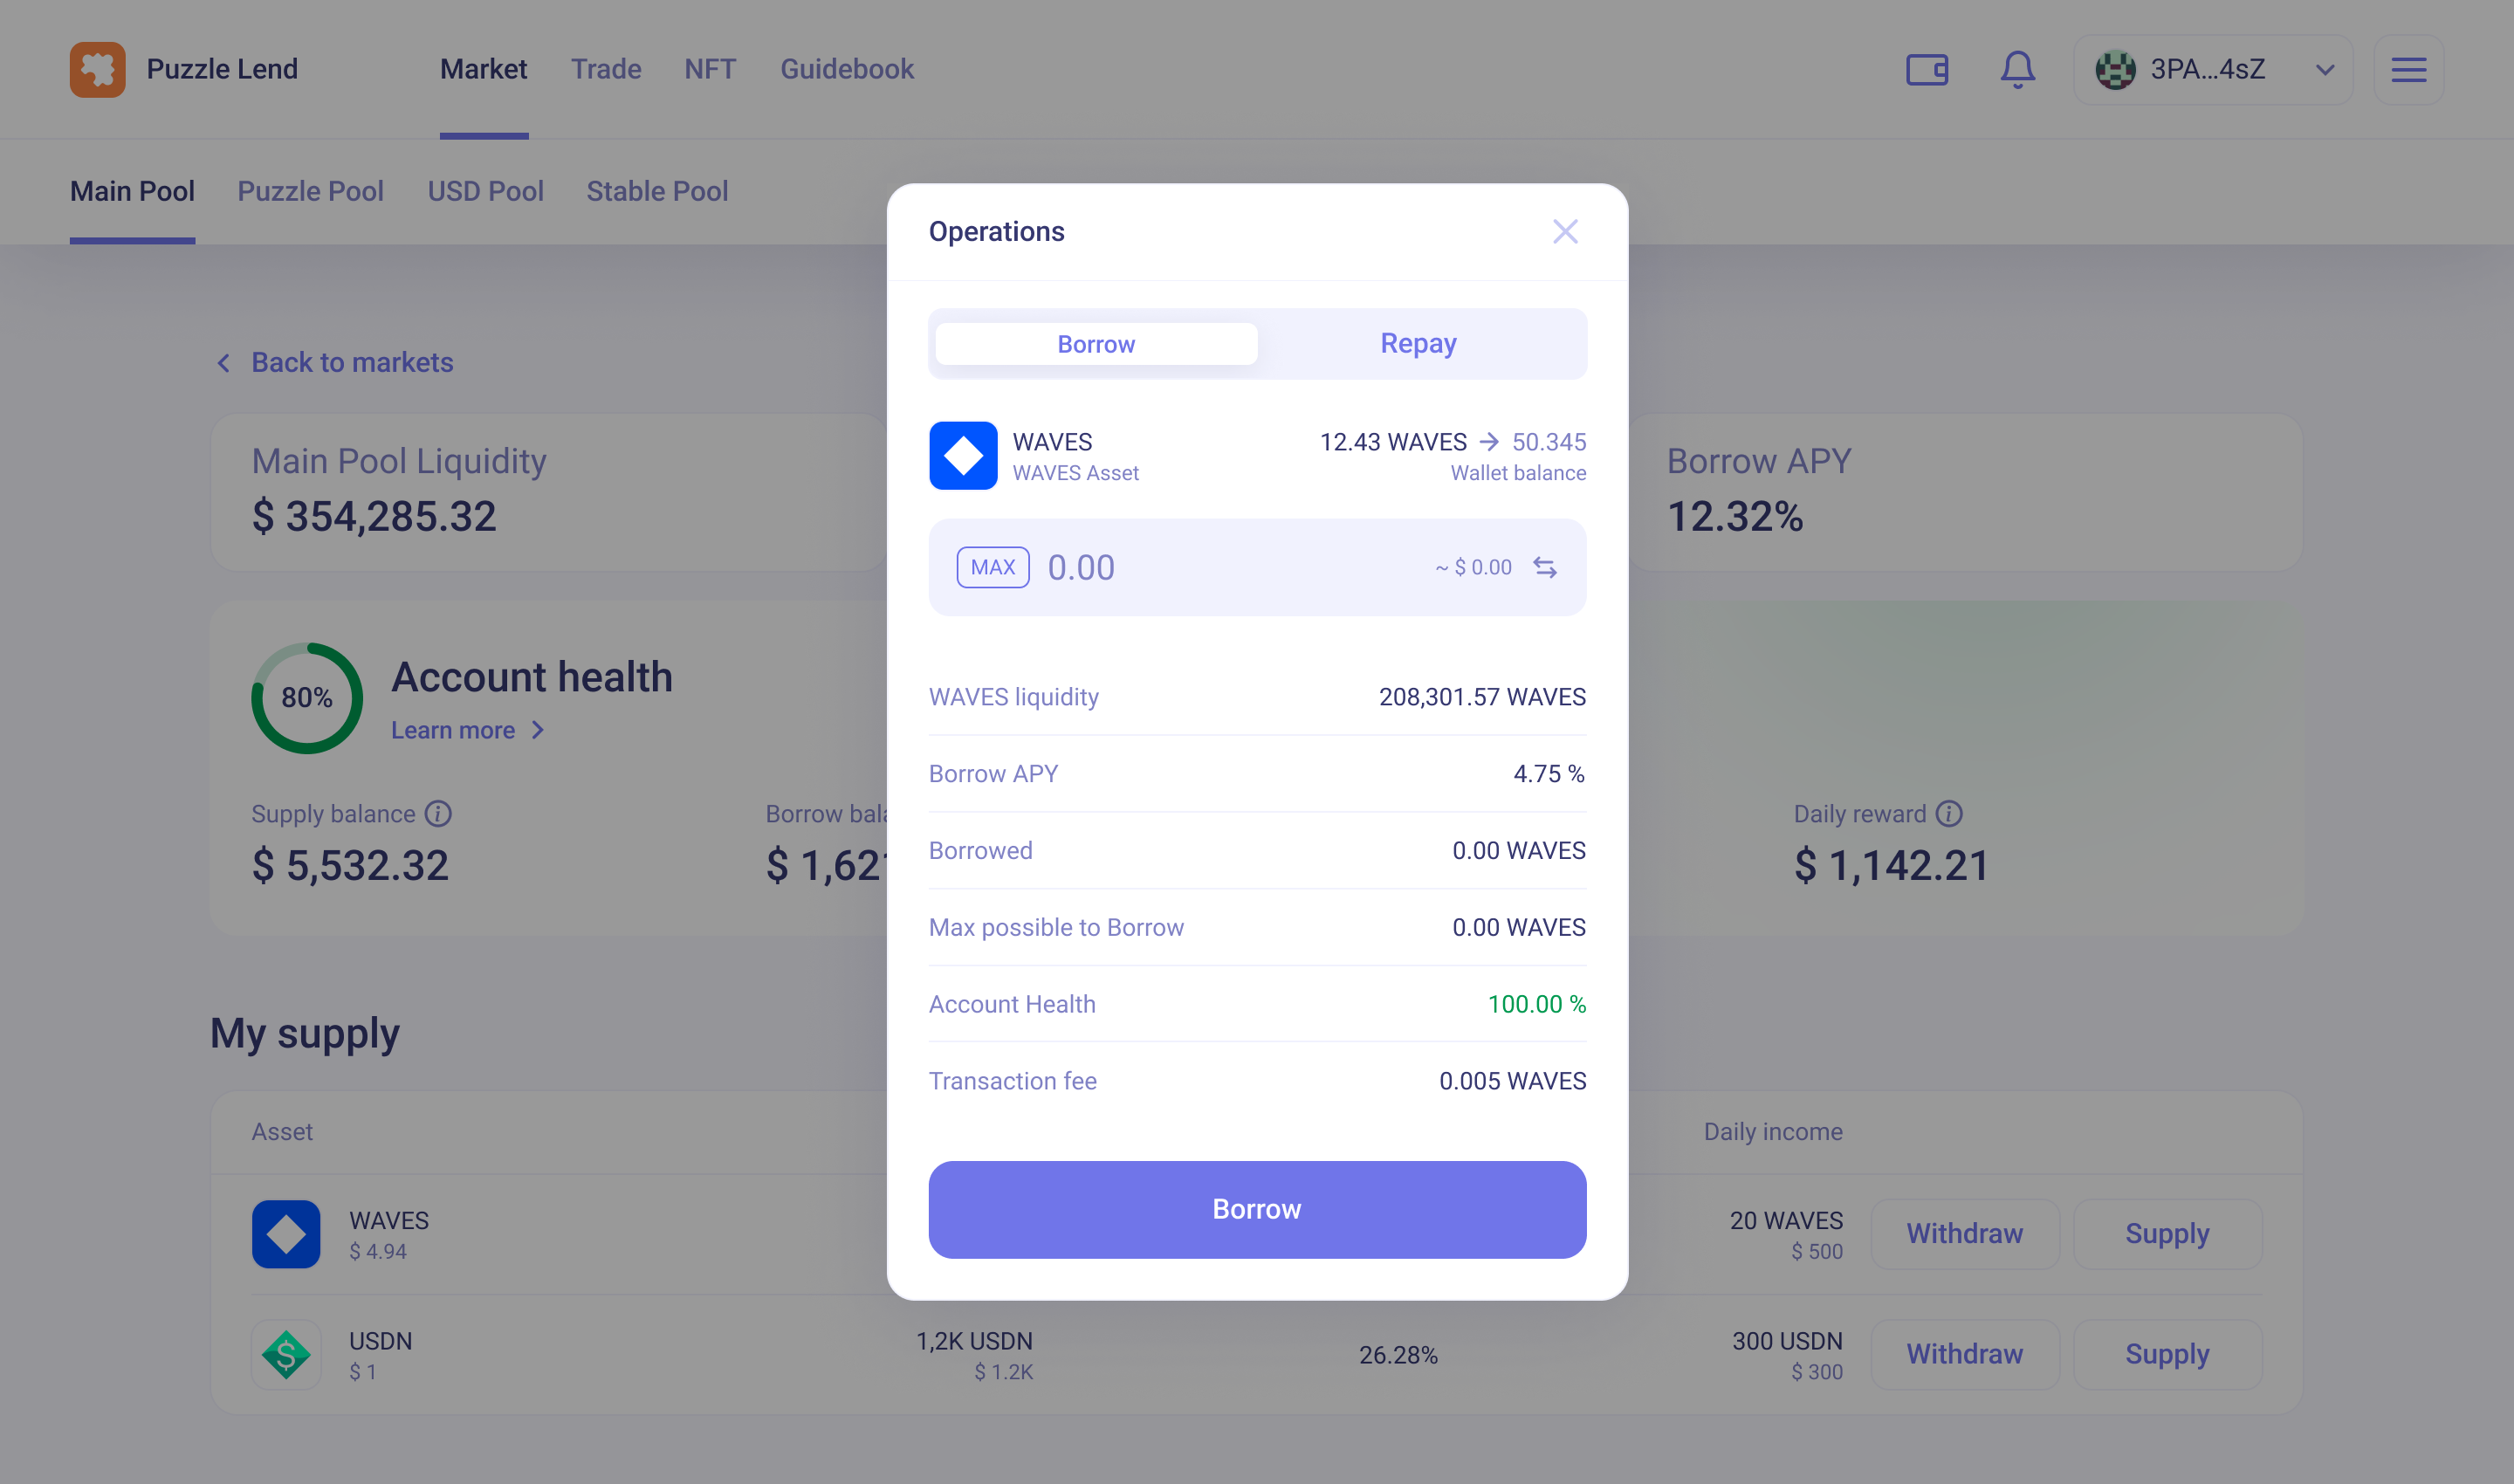 Puzzle Lend
Market
Trade
NFT
Guidebook
3PA...4sZ
Main Pool
Puzzle Pool
USD Pool
Stable Pool
Back to markets
Main Pool Liquidity
$ 354,285.32
Borrow APY
12.32%
80%
Account health
Learn more
Supply balance
$ 5,532.32
Borrow
$ 1,62
Daily reward
$ 1,142.21
My supply
Asset
Daily income
WAVES
$ 4.94
20 WAVES
$ 500
Withdraw
Supply
USDN
$ 1
1,2K USDN
$ 1.2K
26.28%
300 USDN
$ 300
Withdraw
Supply
Operations
Borrow
Repay
WAVES
WAVES Asset
12.43 WAVES → 50.345
Wallet balance
MAX
0.00
~ $ 0.00
WAVES liquidity
208,301.57 WAVES
Borrow APY
4.75 %
Borrowed
0.00 WAVES
Max possible to Borrow
0.00 WAVES
Account Health
100.00 %
Transaction fee
0.005 WAVES
Borrow